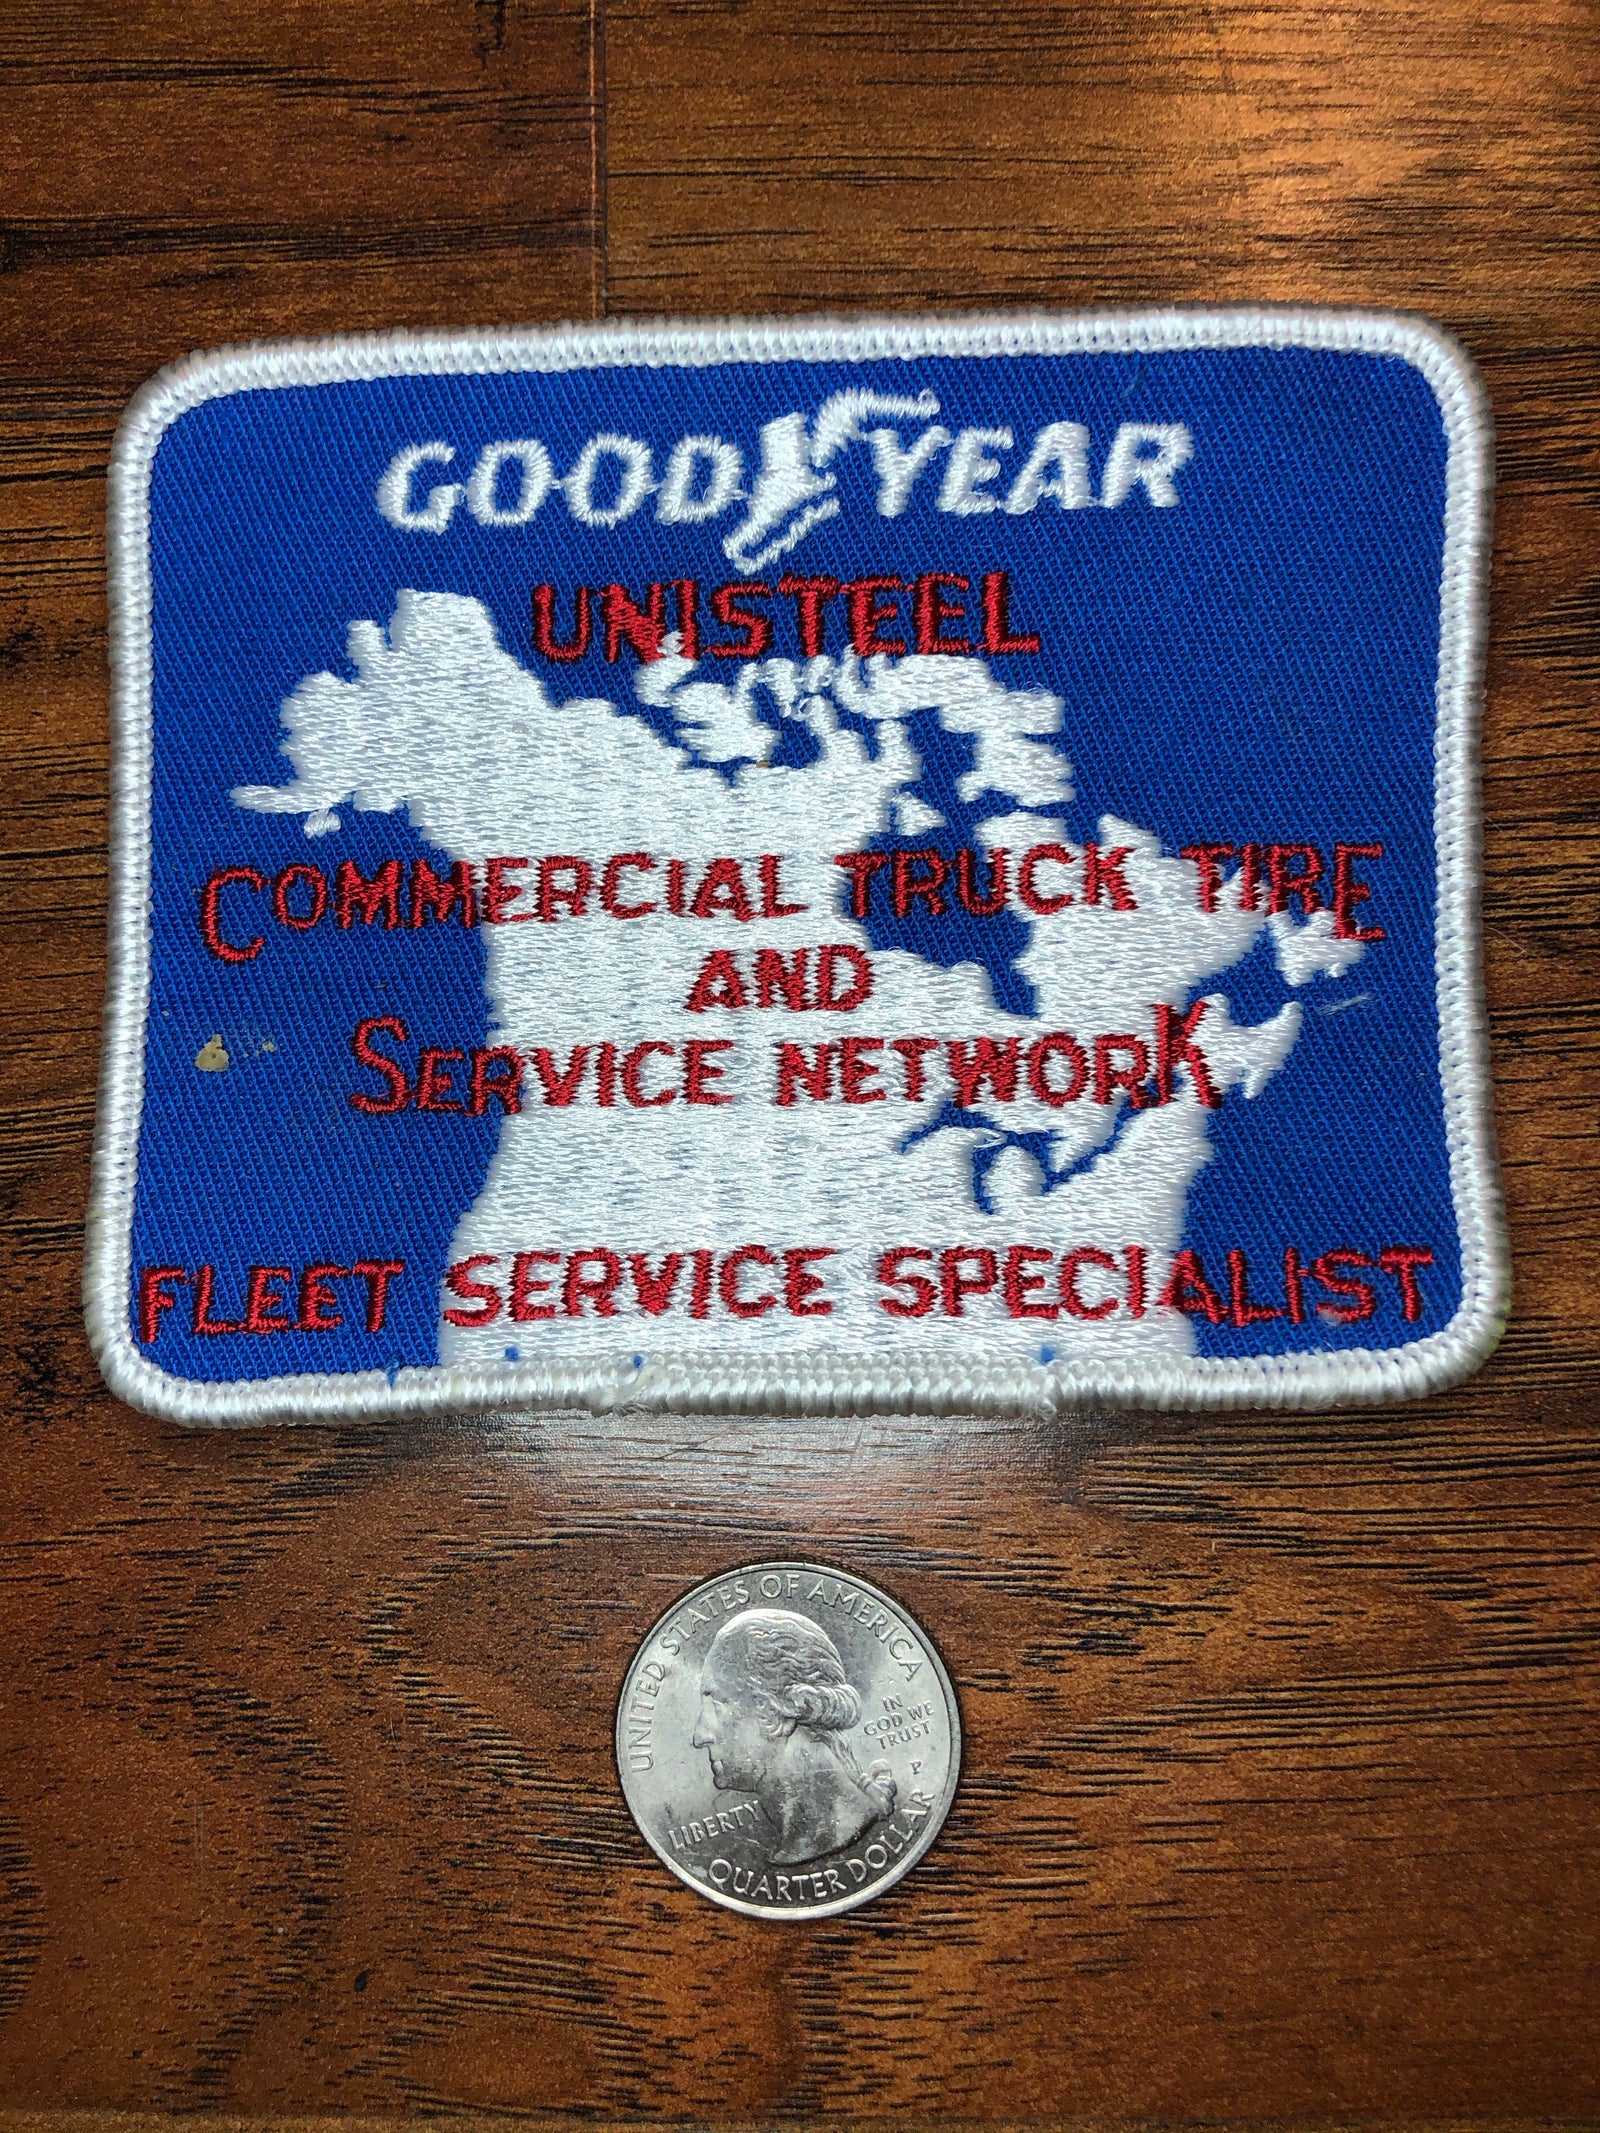 GOODYEAR
UNISTEEL
COMMERCIAL TRUCK TIRE
AND
SERVICE NETWORK
FLEET SERVICE SPECIALIST
UNITED STATES OF AMERICA
IN
GOD WE
TRUST
P
LIBERTY
QUARTER DOLLAR